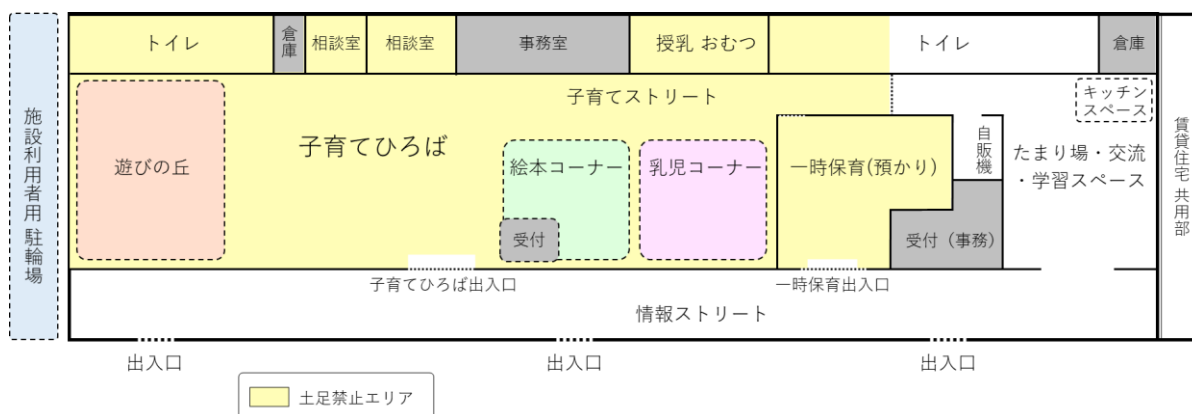 トイレ
倉庫
相談室
相談室
事務室
授乳 おむつ
トイレ
倉庫
子育てストリート
キッチン
スペース
施設利用者用 駐輪場
遊びの丘
子育てひろば
絵本コーナー
乳児コーナー
一時保育(預かり)
自販機
たまり場・交流
・学習スペース
賃貸住宅 共用部
受付
受付（事務）
子育てひろば出入口
一時保育出入口
情報ストリート
出入口
出入口
出入口
土足禁止エリア